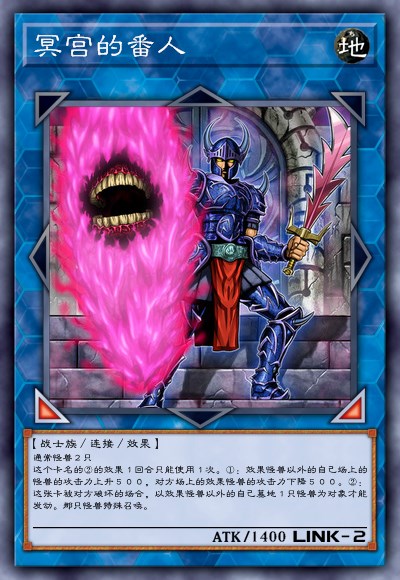 冥宫的番人
地
【战士族／连接／效果】
通常怪兽2只
这个卡名的②的效果1回合只能使用1次。①：效果怪兽以外的自己场上的
怪兽的攻击力上升500，对方场上的效果怪兽的攻击力下降500。②：
这张卡被对方破坏的场合，以效果怪兽以外的自己墓地1只怪兽为对象才能
发动。那只怪兽特殊召唤。
ATK/1400 LINK-2